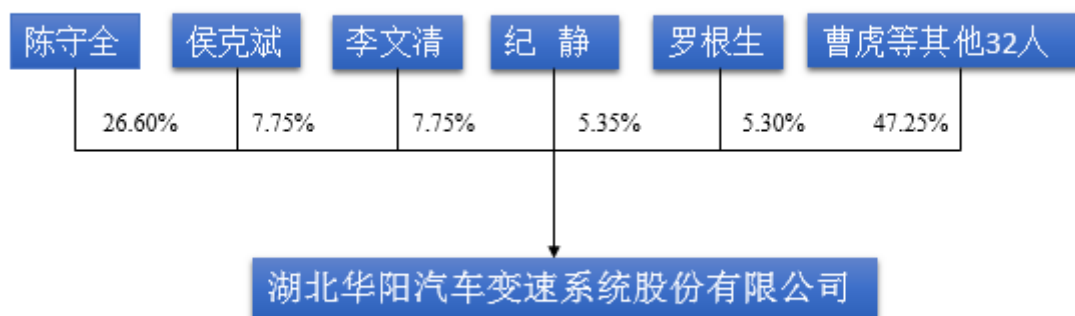 陈守全 侯克斌 李文清 纪 静 罗根生 曹虎等其他32人
26.60% 7.75% 7.75% 5.35% 5.30% 47.25%
湖北华阳汽车变速系统股份有限公司